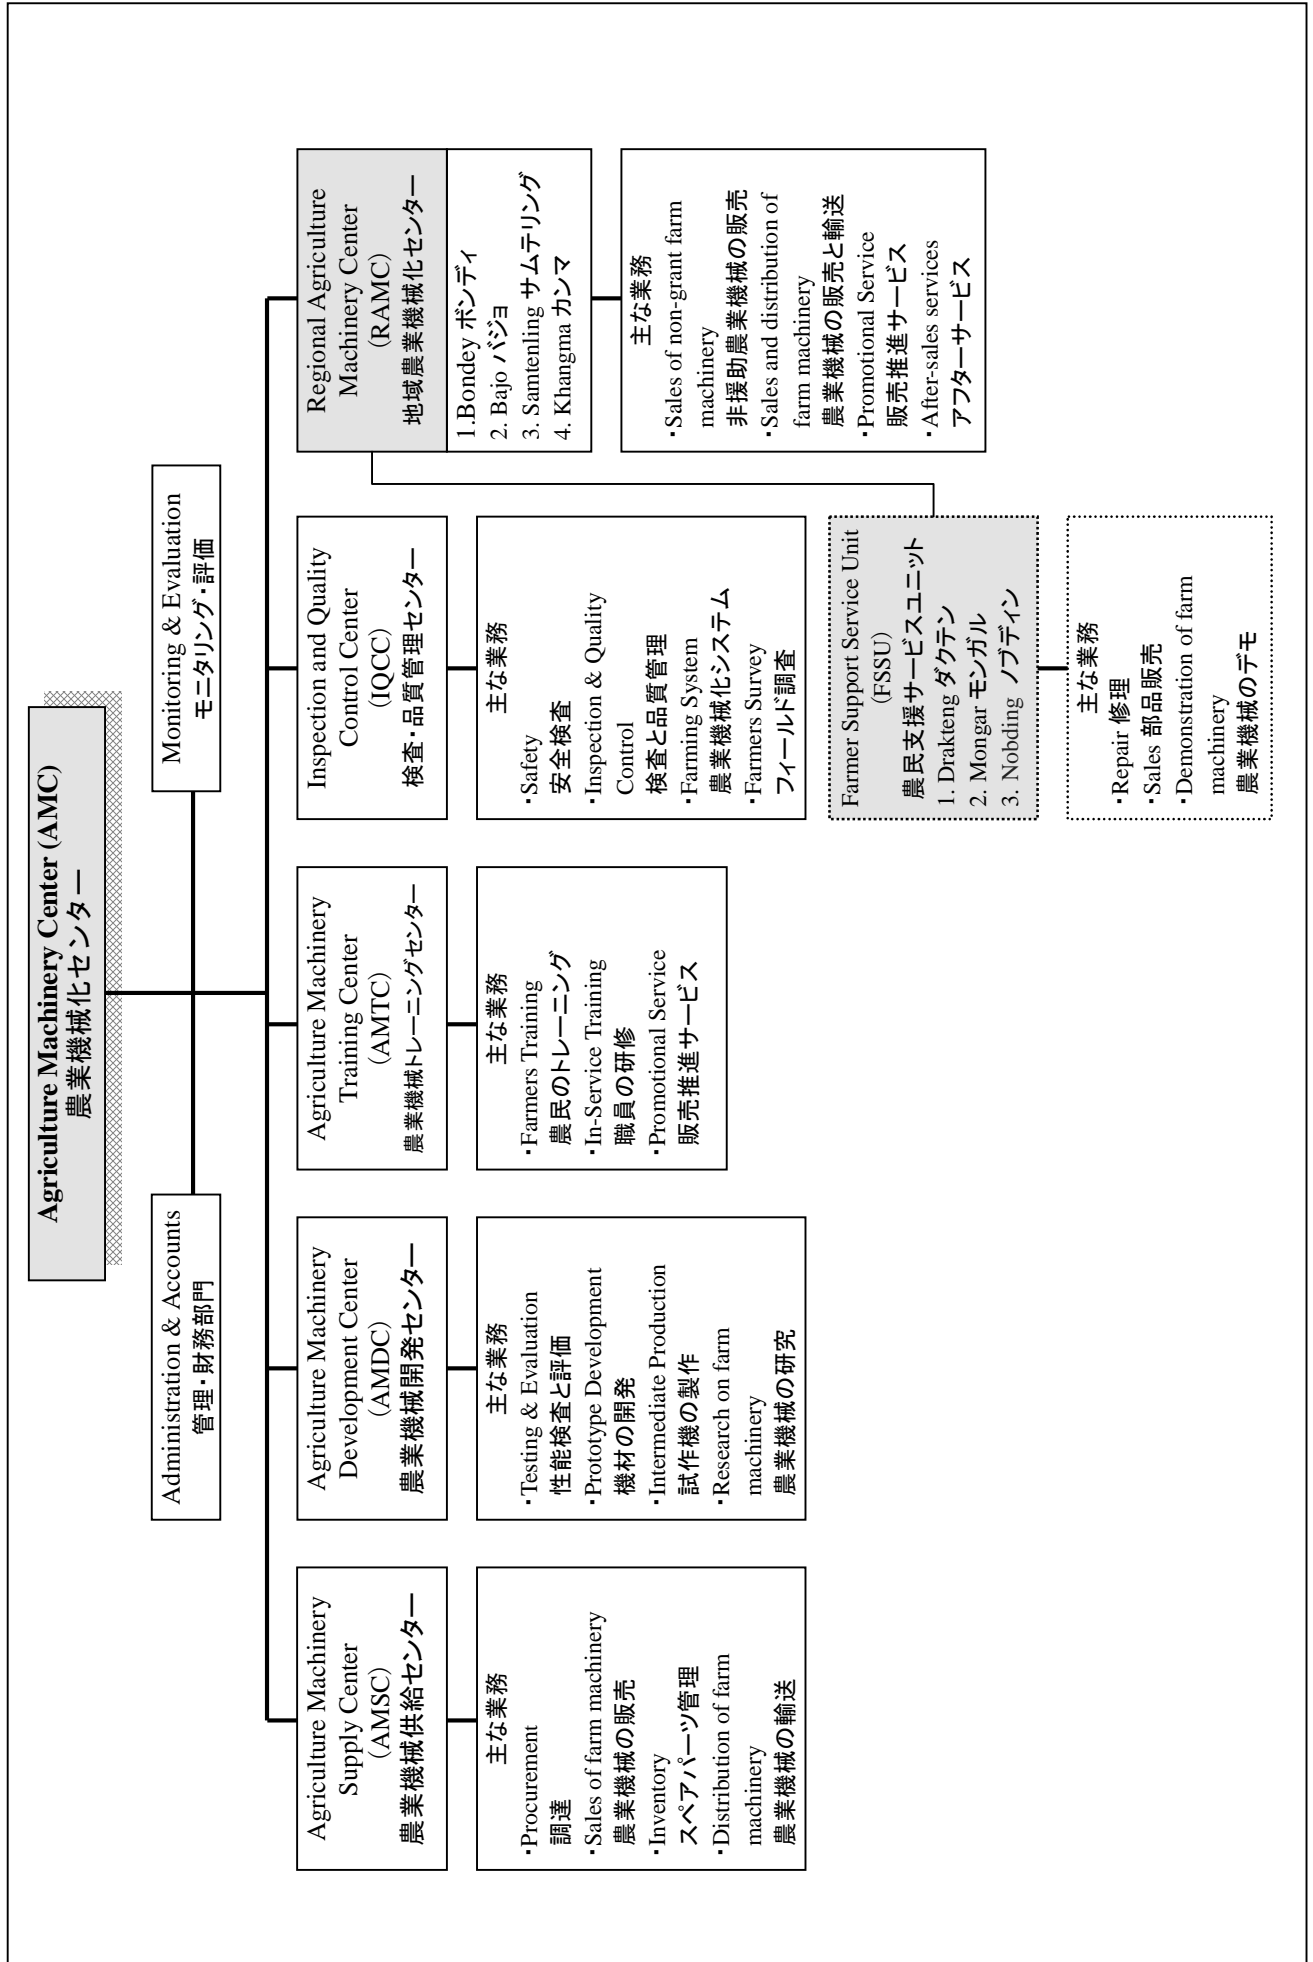 Agriculture Machinery Center (AMC)
農業機械化センター
Administration & Accounts
管理・財務部門
Monitoring & Evaluation
モニタリング・評価
Agriculture Machinery
Supply Center
(AMSC)
農業機械供給センター
主な業務
・Procurement
調達
・Sales of farm machinery
農業機械の販売
・Inventory
スペアパーツ管理
・Distribution of farm
machinery
農業機械の輸送
Agriculture Machinery
Development Center
(AMDC)
農業機械開発センター
主な業務
・Testing & Evaluation
性能検査と評価
・Prototype Development
機材の開発
・Intermediate Production
試作機の製作
・Research on farm
machinery
農業機械の研究
Agriculture Machinery
Training Center
(AMTC)
農業機械トレーニングセンター
主な業務
・Farmers Training
農民のトレーニング
・In-Service Training
職員の研修
・Promotional Service
販売推進サービス
Inspection and Quality
Control Center
(IQCC)
検査・品質管理センター
主な業務
・Safety
安全検査
・Inspection & Quality
Control
検査と品質管理
・Farming System
農業機械化システム
・Farmers Survey
フィールド調査
Regional Agriculture
Machinery Center
(RAMC)
地域農業機械化センター
1.Bondey ボンディ
2. Bajo バジョ
3. Samtenling サムテリング
4. Khangma カンマ
主な業務
・Sales of non-grant farm
machinery
非援助農業機械の販売
・Sales and distribution of
farm machinery
農業機械の販売と輸送
・Promotional Service
販売推進サービス
・After-sales services
アフターサービス
Farmer Support Service Unit
(FSSU)
農民支援サービスユニット
1. Drakteng ダクテン
2. Mongar モンガル
3. Nobding ノブディン
主な業務
・Repair 修理
・Sales 部品販売
・Demonstration of farm
machinery
農業機械のデモ